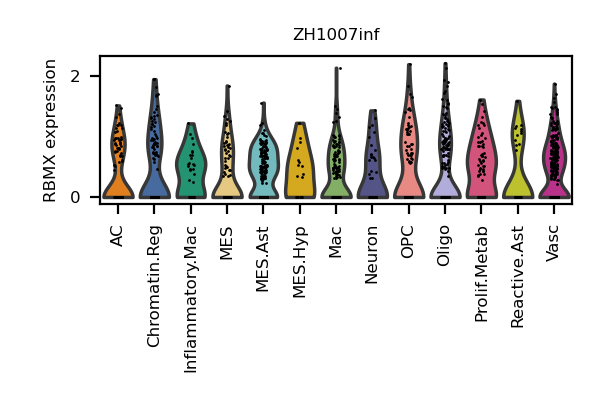 ZH1007inf
RBMX expression
2
0
AC
Chromatin.Reg
Inflammatory.Mac
MES
MES.Ast
MES.Hyp
Mac
Neuron
OPC
Oligo
Prolif.Metab
Reactive.Ast
Vasc